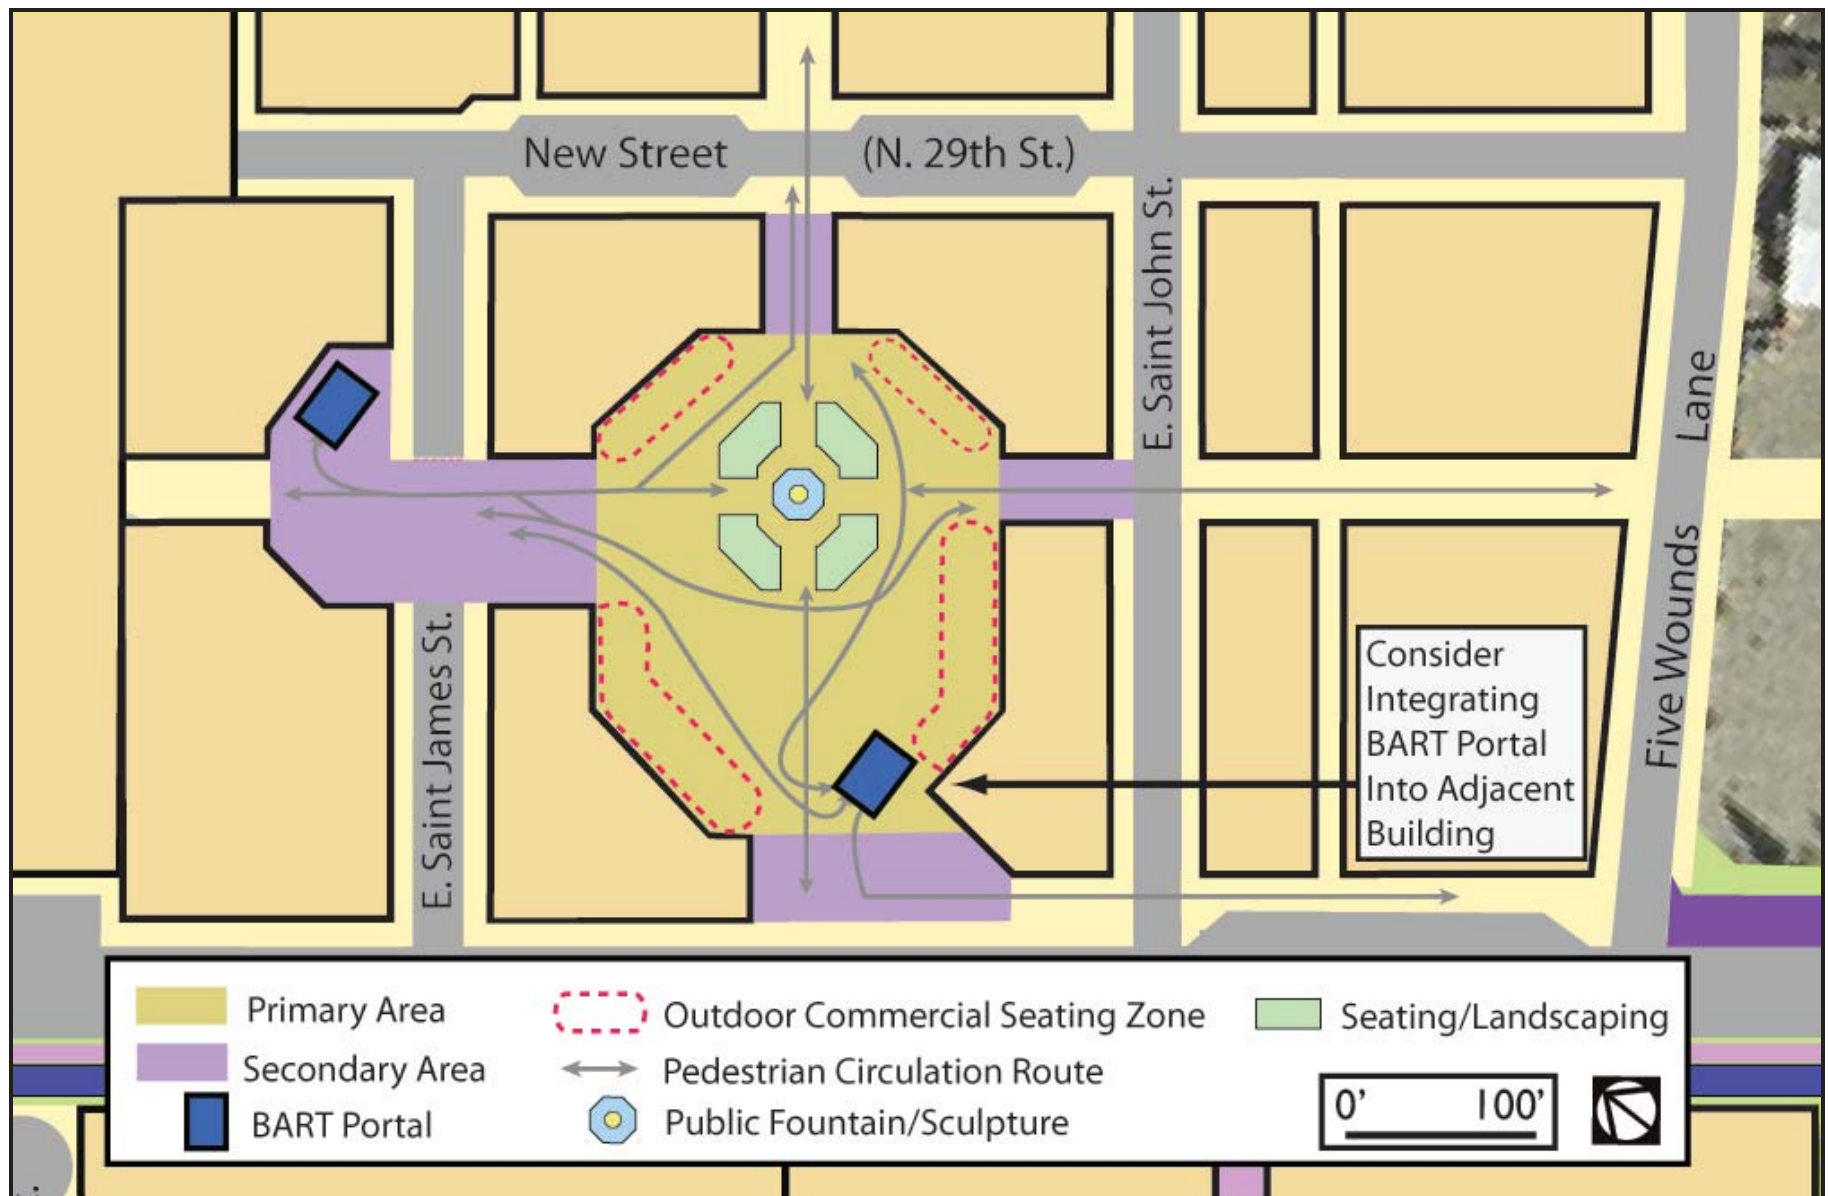 New Street (N. 29th St.)
E. Saint John St.
Lane
Five Wounds
E. Saint James St.
Consider
Integrating
BART Portal
Into Adjacent
Building
Primary Area
Secondary Area
BART Portal
Outdoor Commercial Seating Zone
Pedestrian Circulation Route
Public Fountain/Sculpture
Seating/Landscaping
0' 100'